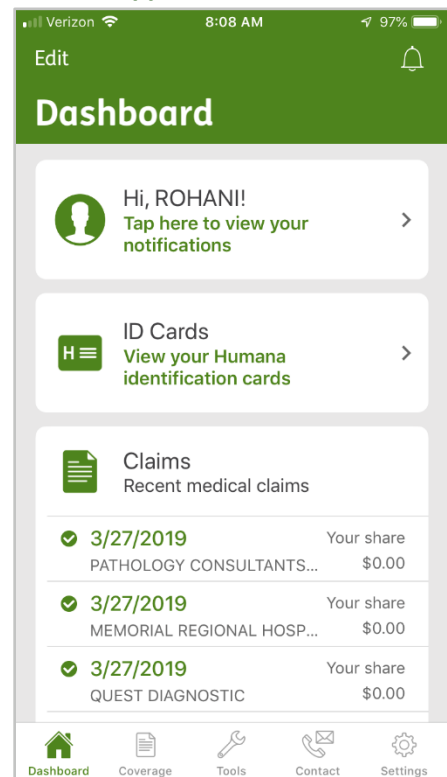 Verizon 8:08 AM 97%
Edit
Dashboard
Hi, ROHANI!
Tap here to view your
notifications
ID Cards
H
View your Humana
identification cards
Claims
Recent medical claims
3/27/2019 Your share
PATHOLOGY CONSULTANTS... $0.00
3/27/2019 Your share
MEMORIAL REGIONAL HOSP... $0.00
3/27/2019 Your share
QUEST DIAGNOSTIC $0.00
Dashboard Coverage Tools Contact Settings